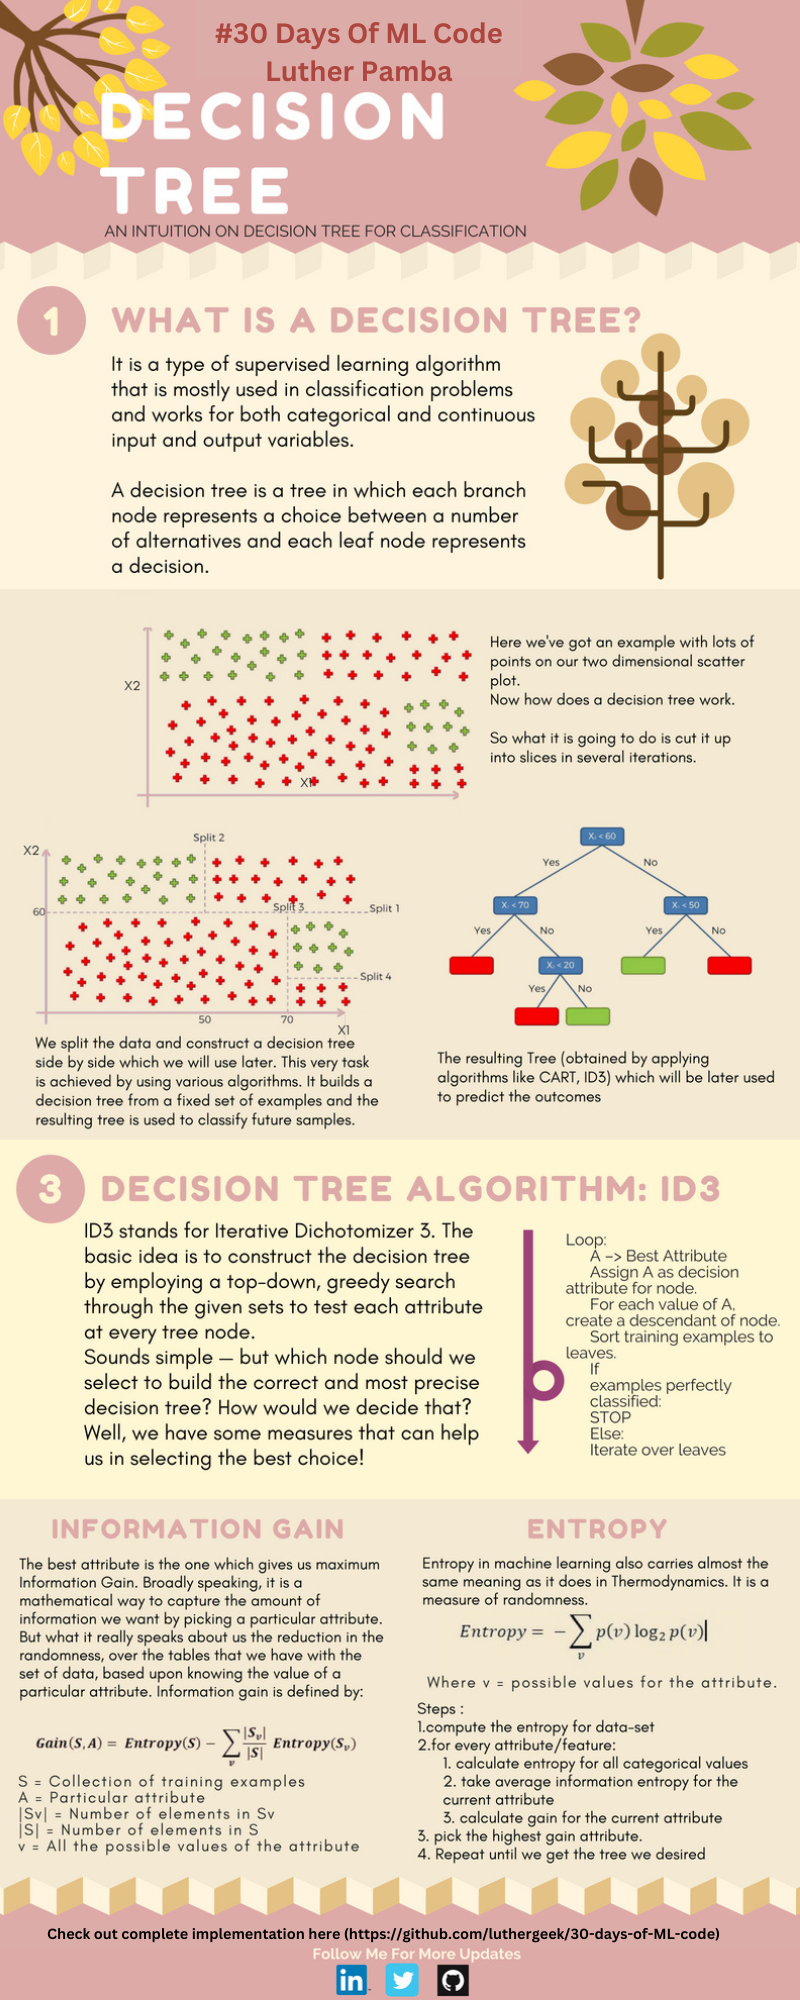 #30 Days Of ML Code
Luther Pamba
DECISION
TREE
AN INTUITION ON DECISION TREE FOR CLASSIFICATION
1
WHAT IS A DECISION TREE?
It is a type of supervised learning algorithm
that is mostly used in classification problems
and works for both categorical and continuous
input and output variables.
A decision tree is a tree in which each branch
node represents a choice between a number
of alternatives and each leaf node represents
a decision.
X2
X1
Here we've got an example with lots of
points on our two dimensional scatter
plot.
Now how does a decision tree work.
So what it is going to do is cut it up
into slices in several iterations.
Split 2
X2
60
Split 3
Split 1
Split 4
50
70
X1
We split the data and construct a decision tree
side by side which we will use later. This very task
is achieved by using various algorithms. It builds a
decision tree from a fixed set of examples and the
resulting tree is used to classify future samples.
< 60
Yes
No
< 70
< 50
Yes
No
Yes
No
< 20
Yes
No
The resulting Tree (obtained by applying
algorithms like CART, ID3) which will be later used
to predict the outcomes
3
DECISION TREE ALGORITHM: ID3
ID3 stands for Iterative Dichotomizer 3. The
basic idea is to construct the decision tree
by employing a top-down, greedy search
through the given sets to test each attribute
at every tree node.
Sounds simple — but which node should we
select to build the correct and most precise
decision tree? How would we decide that?
Well, we have some measures that can help
us in selecting the best choice!
Loop:
A –> Best Attribute
Assign A as decision
attribute for node.
For each value of A,
create a descendant of node.
Sort training examples to
leaves.
If
examples perfectly
classified:
STOP
Else:
Iterate over leaves
INFORMATION GAIN
The best attribute is the one which gives us maximum
Information Gain. Broadly speaking, it is a
mathematical way to capture the amount of
information we want by picking a particular attribute.
But what it really speaks about us the reduction in the
randomness, over the tables that we have with the
set of data, based upon knowing the value of a
particular attribute. Information gain is defined by:
Gain(S, A) = Entropy(S) − ∑v |Sv|/|S| Entropy(Sv)
S = Collection of training examples
A = Particular attribute
|Sv| = Number of elements in Sv
|S| = Number of elements in S
v = All the possible values of the attribute
ENTROPY
Entropy in machine learning also carries almost the
same meaning as it does in Thermodynamics. It is a
measure of randomness.
Entropy = − ∑v p(v) log2 p(v)|
Where v = possible values for the attribute.
Steps :
1.compute the entropy for data-set
2.for every attribute/feature:
1. calculate entropy for all categorical values
2. take average information entropy for the
current attribute
3. calculate gain for the current attribute
3. pick the highest gain attribute.
4. Repeat until we get the tree we desired
Check out complete implementation here (https://github.com/luthergeek/30-days-of-ML-code)
Follow Me For More Updates
in